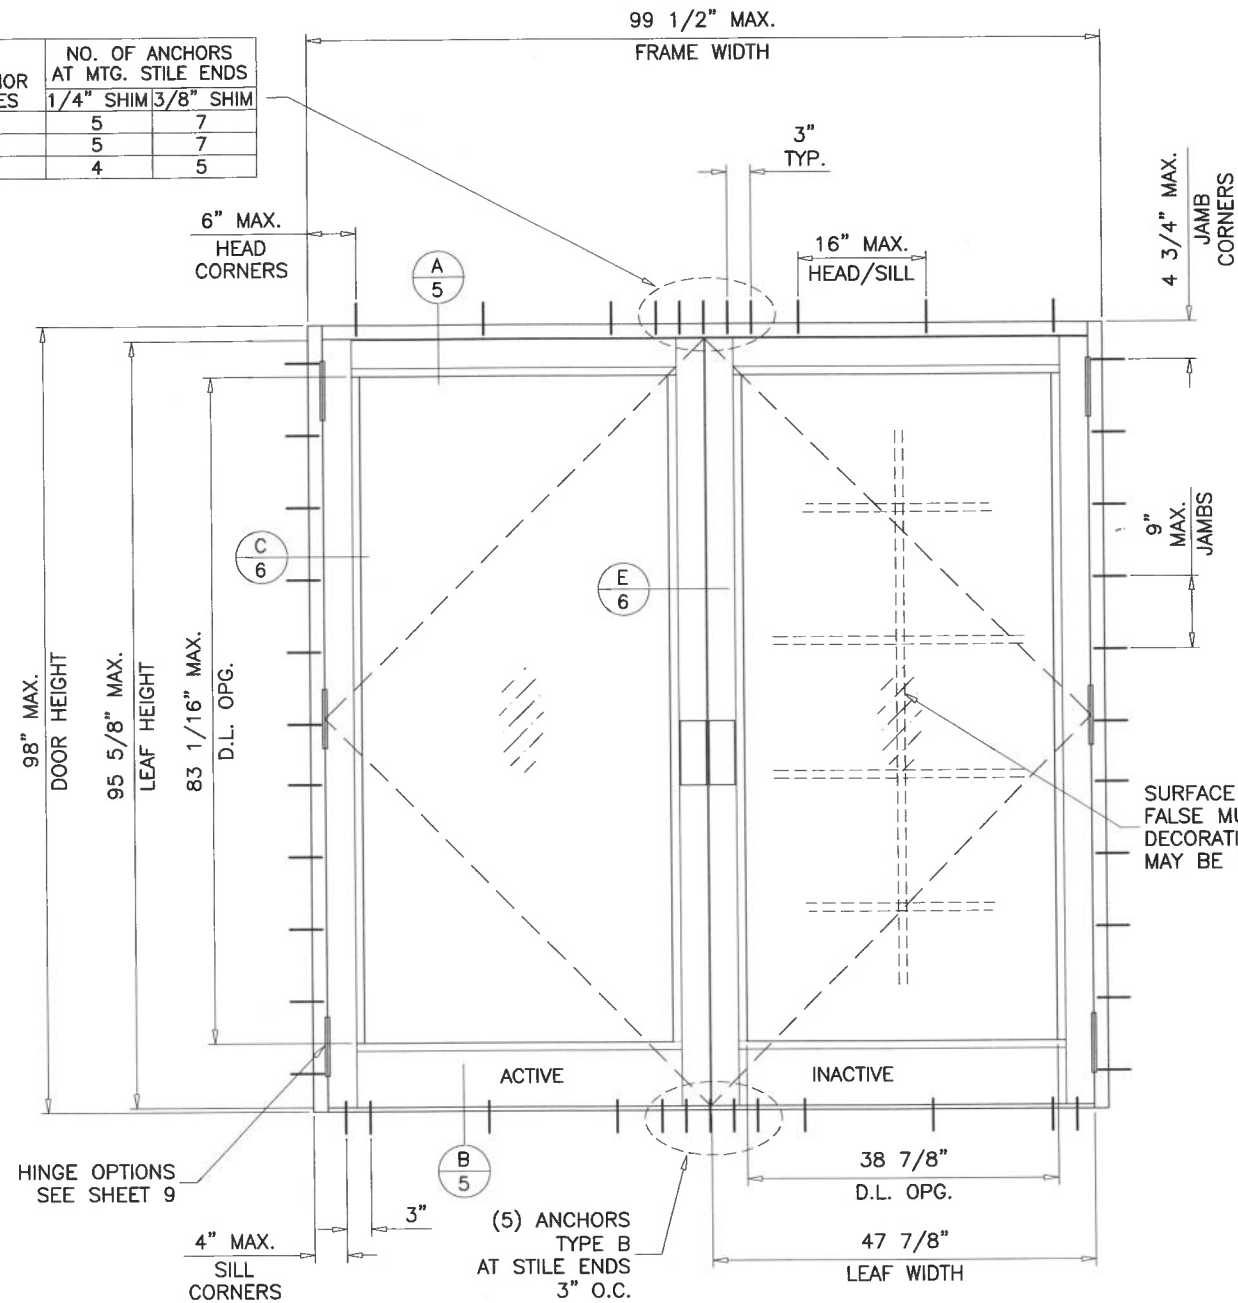 99 1/2" MAX.
FRAME WIDTH
NO. OF ANCHORS
AT MTG. STILE ENDS
1/4" SHIM 3/8" SHIM
5 7
5 7
4 5
3"
TYP.
4 3/4" MAX.
JAMB
CORNERS
6" MAX.
HEAD
CORNERS
A
5
16" MAX.
HEAD/SILL
9"
MAX.
JAMBS
C
6
E
6
98" MAX.
DOOR HEIGHT
95 5/8" MAX.
LEAF HEIGHT
83 1/16" MAX.
D.L. OPG.
SURFACE
FALSE MU
DECORATI
MAY BE
ACTIVE
INACTIVE
HINGE OPTIONS
SEE SHEET 9
B
5
38 7/8"
D.L. OPG.
3"
(5) ANCHORS
TYPE B
AT STILE ENDS
3" O.C.
4" MAX.
SILL
CORNERS
47 7/8"
LEAF WIDTH